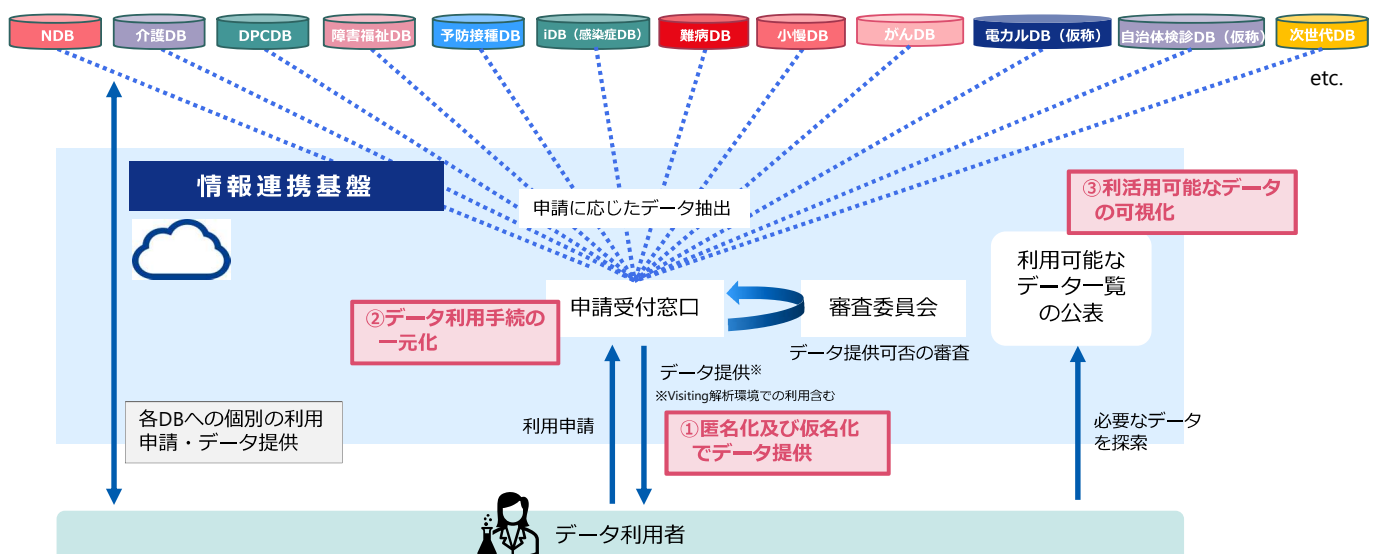 NDB
介護DB
DPCDB
障害福祉DB
予防接種DB
iDB（感染症DB）
難病DB
小慢DB
がんDB
電カルDB（仮称）
自治体検診DB（仮称）
次世代DB
etc.
情報連携基盤
申請に応じたデータ抽出
③利活用可能なデータ
の可視化
利用可能な
データ一覧
の公表
申請受付窓口
審査委員会
データ提供可否の審査
②データ利用手続の
一元化
データ提供※
※Visiting解析環境での利用含む
各DBへの個別の利用
申請・データ提供
利用申請
①匿名化及び仮名化
でデータ提供
必要なデータ
を探索
データ利用者